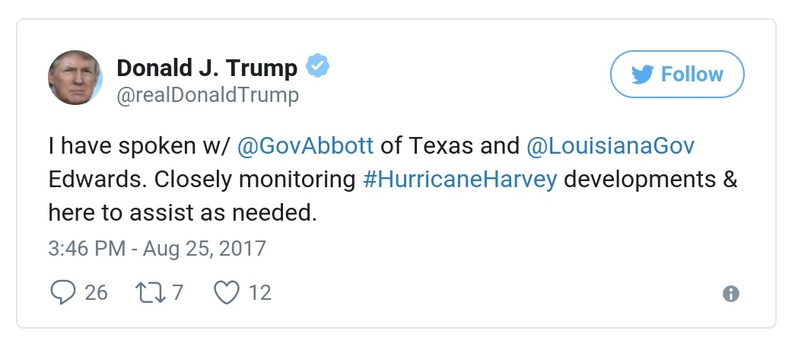 Donald J. Trump
Follow
@realDonaldTrump
I have spoken w/ @GovAbbott of Texas and @LouisianaGov
Edwards. Closely monitoring #HurricaneHarvey developments &
here to assist as needed.
3:46 PM - Aug 25, 2017
26 7 12